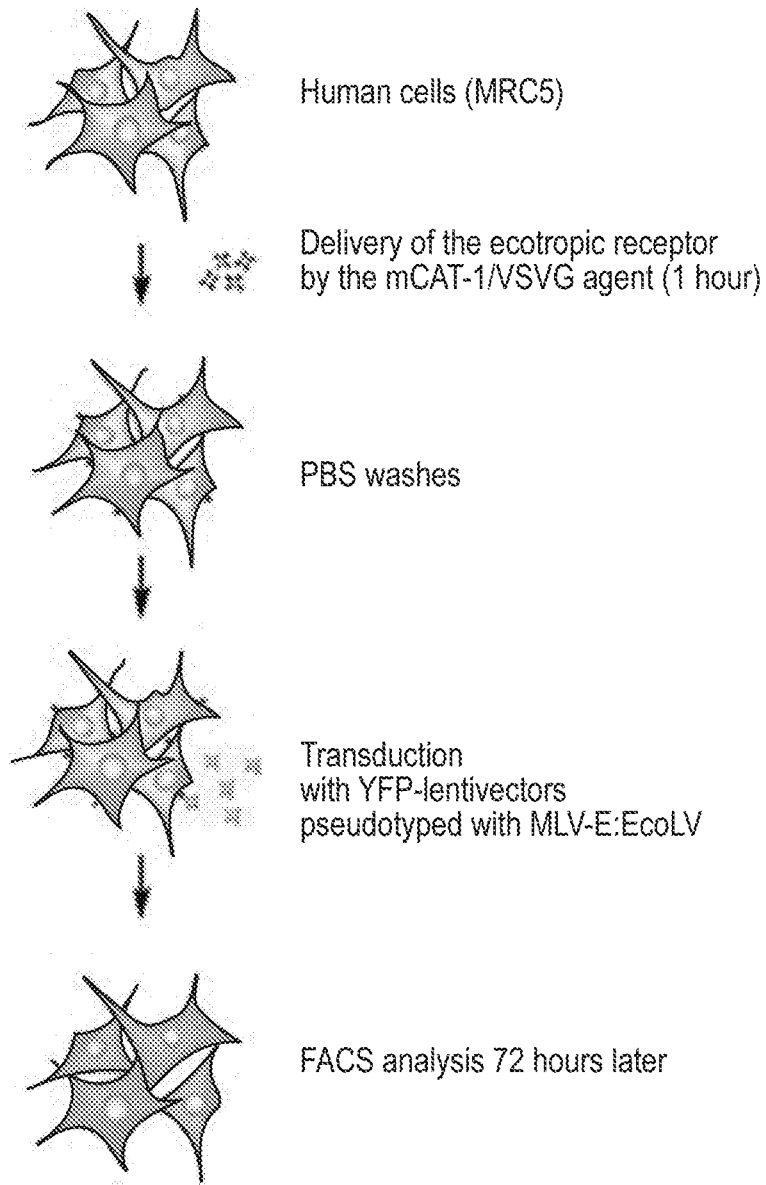 Human cells (MRC5)
Delivery of the ecotropic receptor
by the mCAT-1/VSVG agent (1 hour)
PBS washes
Transduction
with YFP-lentivectors
pseudotyped with MLV-E:EcoLV
FACS analysis 72 hours later